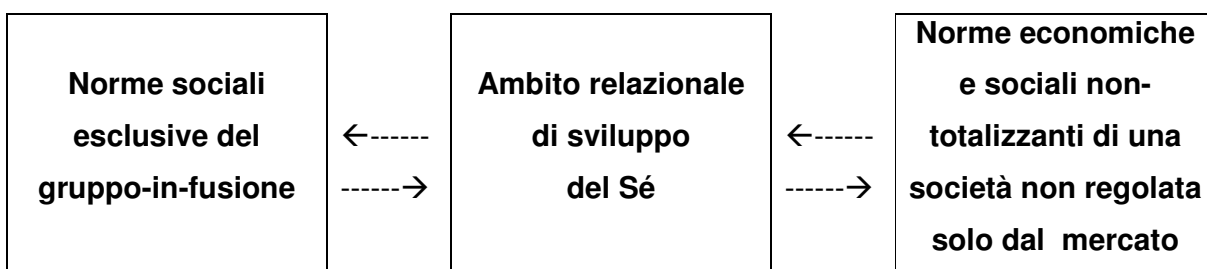 Norme sociali
esclusive del
gruppo-in-fusione
←------
------→
Ambito relazionale
di sviluppo
del Sé
←------
------→
Norme economiche
e sociali non-
totalizzanti di una
società non regolata
solo dal mercato